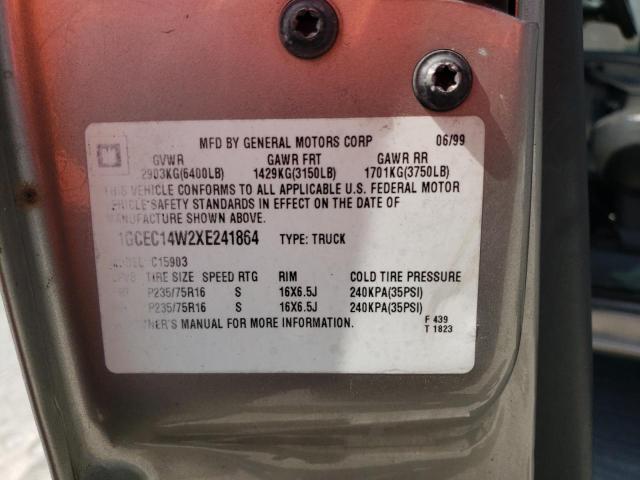 GM
MFD BY GENERAL MOTORS CORP 06/99
GVWR GAWR FRT GAWR RR
2903KG(6400LB) 1429KG(3150LB) 1701KG(3750LB)
THIS VEHICLE CONFORMS TO ALL APPLICABLE U.S. FEDERAL MOTOR
VEHICLE SAFETY STANDARDS IN EFFECT ON THE DATE OF
MANUFACTURE SHOWN ABOVE.
1GCEC14W2XE241864 TYPE: TRUCK
MODEL: C15903
TIRE SIZE SPEED RTG RIM COLD TIRE PRESSURE
P235/75R16 S 16X6.5J 240KPA(35PSI)
P235/75R16 S 16X6.5J 240KPA(35PSI)
OWNER'S MANUAL FOR MORE INFORMATION.
F 439
T 1823